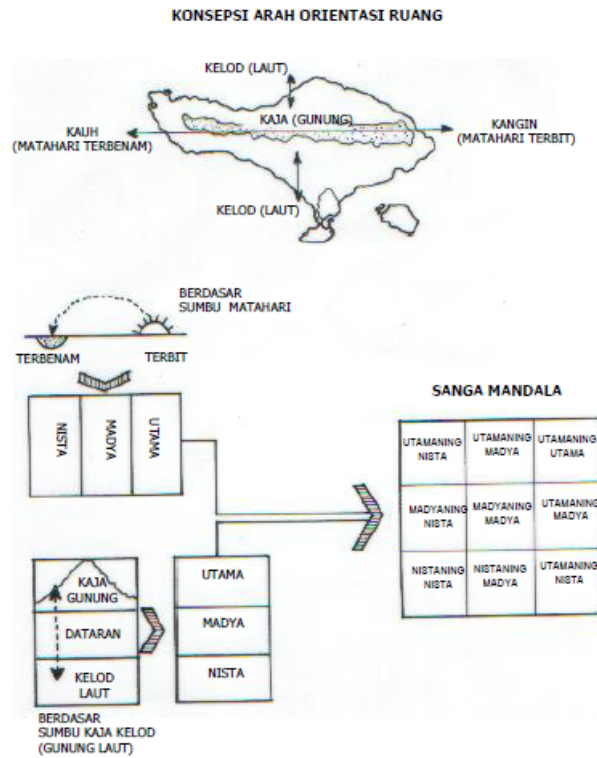 KONSEPSI ARAH ORIENTASI RUANG
KELOD (LAUT)
KAJA (GUNUNG)
KAUH
(MATAHARI TERBENAM)
KANGIN
(MATAHARI TERBIT)
KELOD (LAUT)
BERDASAR
SUMBU MATAHARI
TERBENAM
TERBIT
NISTA
MADYA
UTAMA
SANGA MANDALA
UTAMANING
NISTA
UTAMANING
MADYA
UTAMANING
UTAMA
MADYANING
NISTA
MADYANING
MADYA
UTAMANING
MADYA
NISTANING
NISTA
NISTANING
MADYA
UTAMANING
NISTA
KAJA
GUNUNG
DATARAN
KELOD
LAUT
UTAMA
MADYA
NISTA
BERDASAR
SUMBU KAJA KELOD
(GUNUNG LAUT)